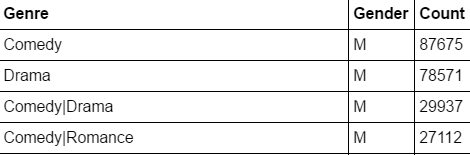 Genre Gender Count
Comedy M 87675
Drama M 78571
Comedy|Drama M 29937
Comedy|Romance M 27112